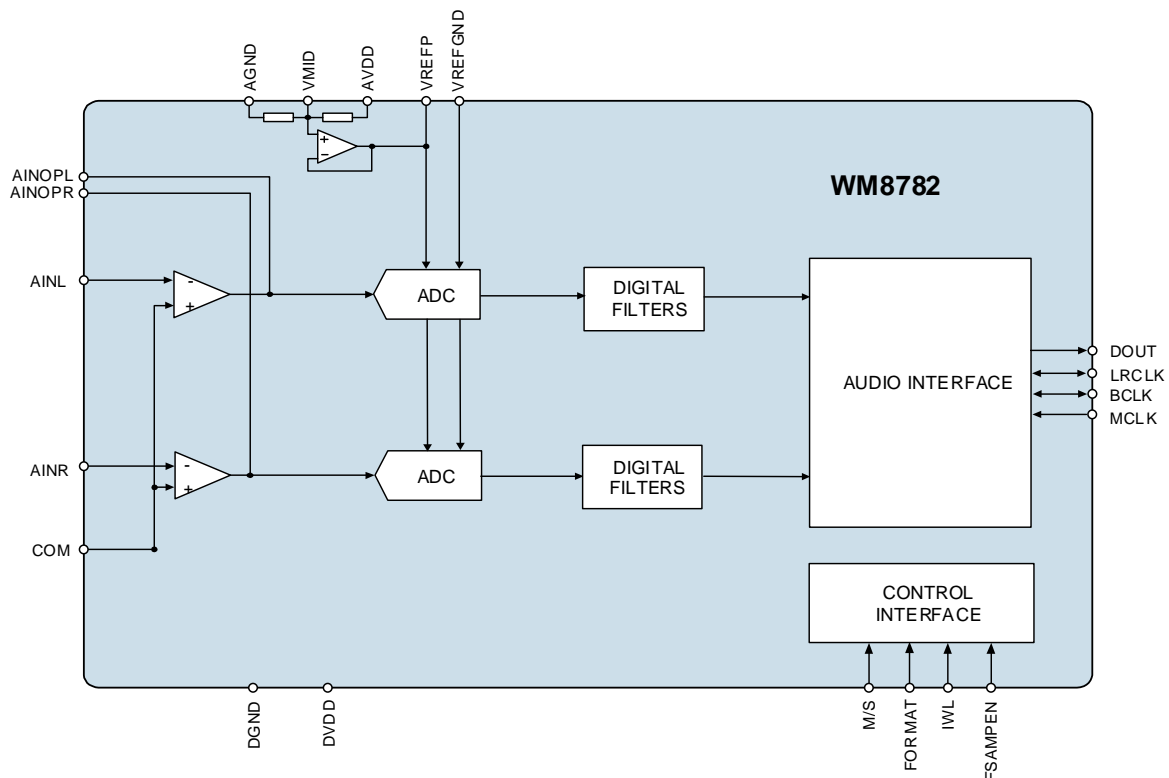 AGND
VMID
AVDD
VREFP
VREFGND
+
-
AINOPL
AINOPR
WM8782
AINL
-
+
ADC
DIGITAL
FILTERS
AUDIO INTERFACE
DOUT
LRCLK
BCLK
MCLK
AINR
-
+
ADC
DIGITAL
FILTERS
COM
CONTROL
INTERFACE
DGND
DVDD
M/S
FORMAT
IWL
FSAMPEN